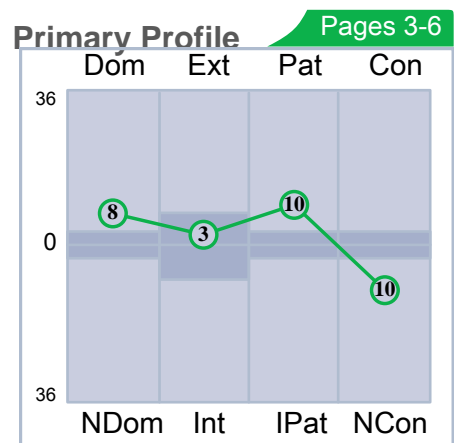 Primary Profile
Pages 3-6
Dom Ext Pat Con
36
8 3 10
0
10
36
NDom Int IPat NCon